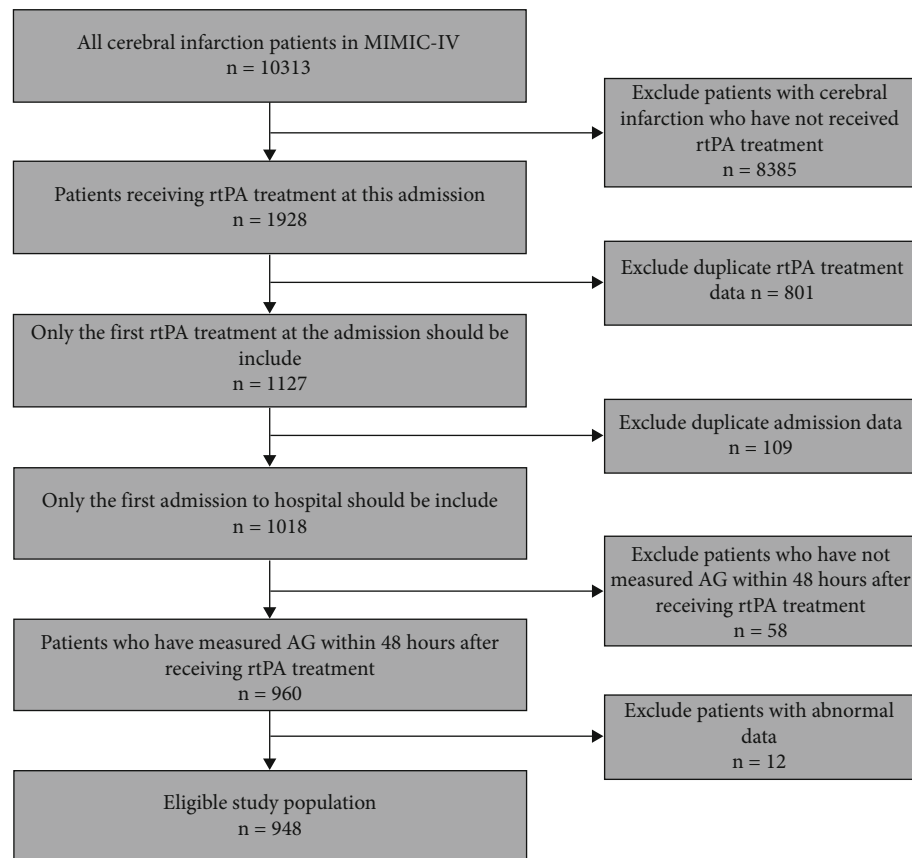 All cerebral infarction patients in MIMIC-IV
n = 10313
Exclude patients with cerebral
infarction who have not received
rtPA treatment
n = 8385
Patients receiving rtPA treatment at this admission
n = 1928
Exclude duplicate rtPA treatment
data n = 801
Only the first rtPA treatment at the admission should be
include
n = 1127
Exclude duplicate admission data
n = 109
Only the first admission to hospital should be include
n = 1018
Exclude patients who have not
measured AG within 48 hours after
receiving rtPA treatment
n = 58
Patients who have measured AG within 48 hours after
receiving rtPA treatment
n = 960
Exclude patients with abnormal
data
n = 12
Eligible study population
n = 948